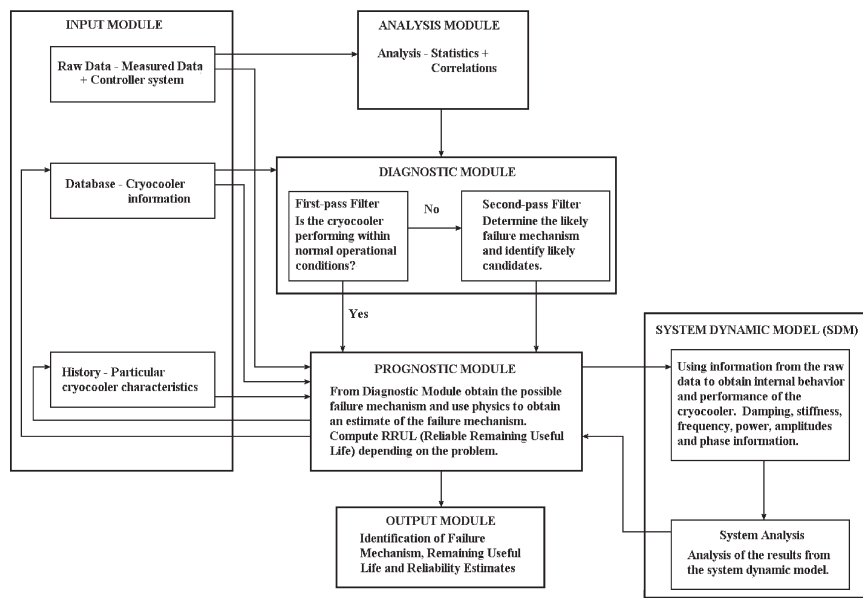 INPUT MODULE
Raw Data - Measured Data
+ Controller system
Database - Cryocooler
information
History - Particular
cryocooler characteristics
ANALYSIS MODULE
Analysis - Statistics +
Correlations
DIAGNOSTIC MODULE
First-pass Filter
Is the cryocooler
performing within
normal operational
conditions?
No
Second-pass Filter
Determine the likely
failure mechanism
and identify likely
candidates.
Yes
PROGNOSTIC MODULE
From Diagnostic Module obtain the possible
failure mechanism and use physics to obtain
an estimate of the failure mechanism.
Compute RRUL (Reliable Remaining Useful
Life) depending on the problem.
OUTPUT MODULE
Identification of Failure
Mechanism, Remaining Useful
Life and Reliability Estimates
SYSTEM DYNAMIC MODEL (SDM)
Using information from the raw
data to obtain internal behavior
and performance of the
cryocooler. Damping, stiffness,
frequency, power, amplitudes
and phase information.
System Analysis
Analysis of the results from
the system dynamic model.